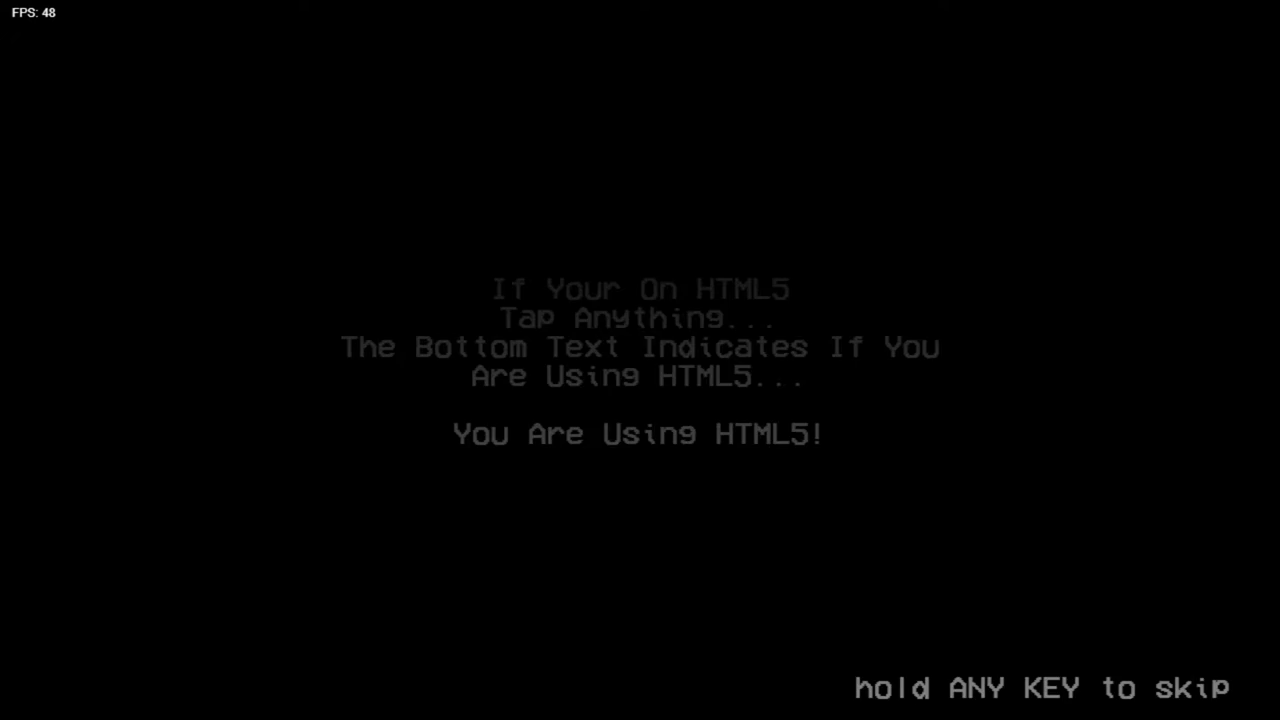 FPS: 48
If Your On HTML5
Tap Anything...
The Bottom Text Indicates If You
Are Using HTML5...
You Are Using HTML5!
hold ANY KEY to skip